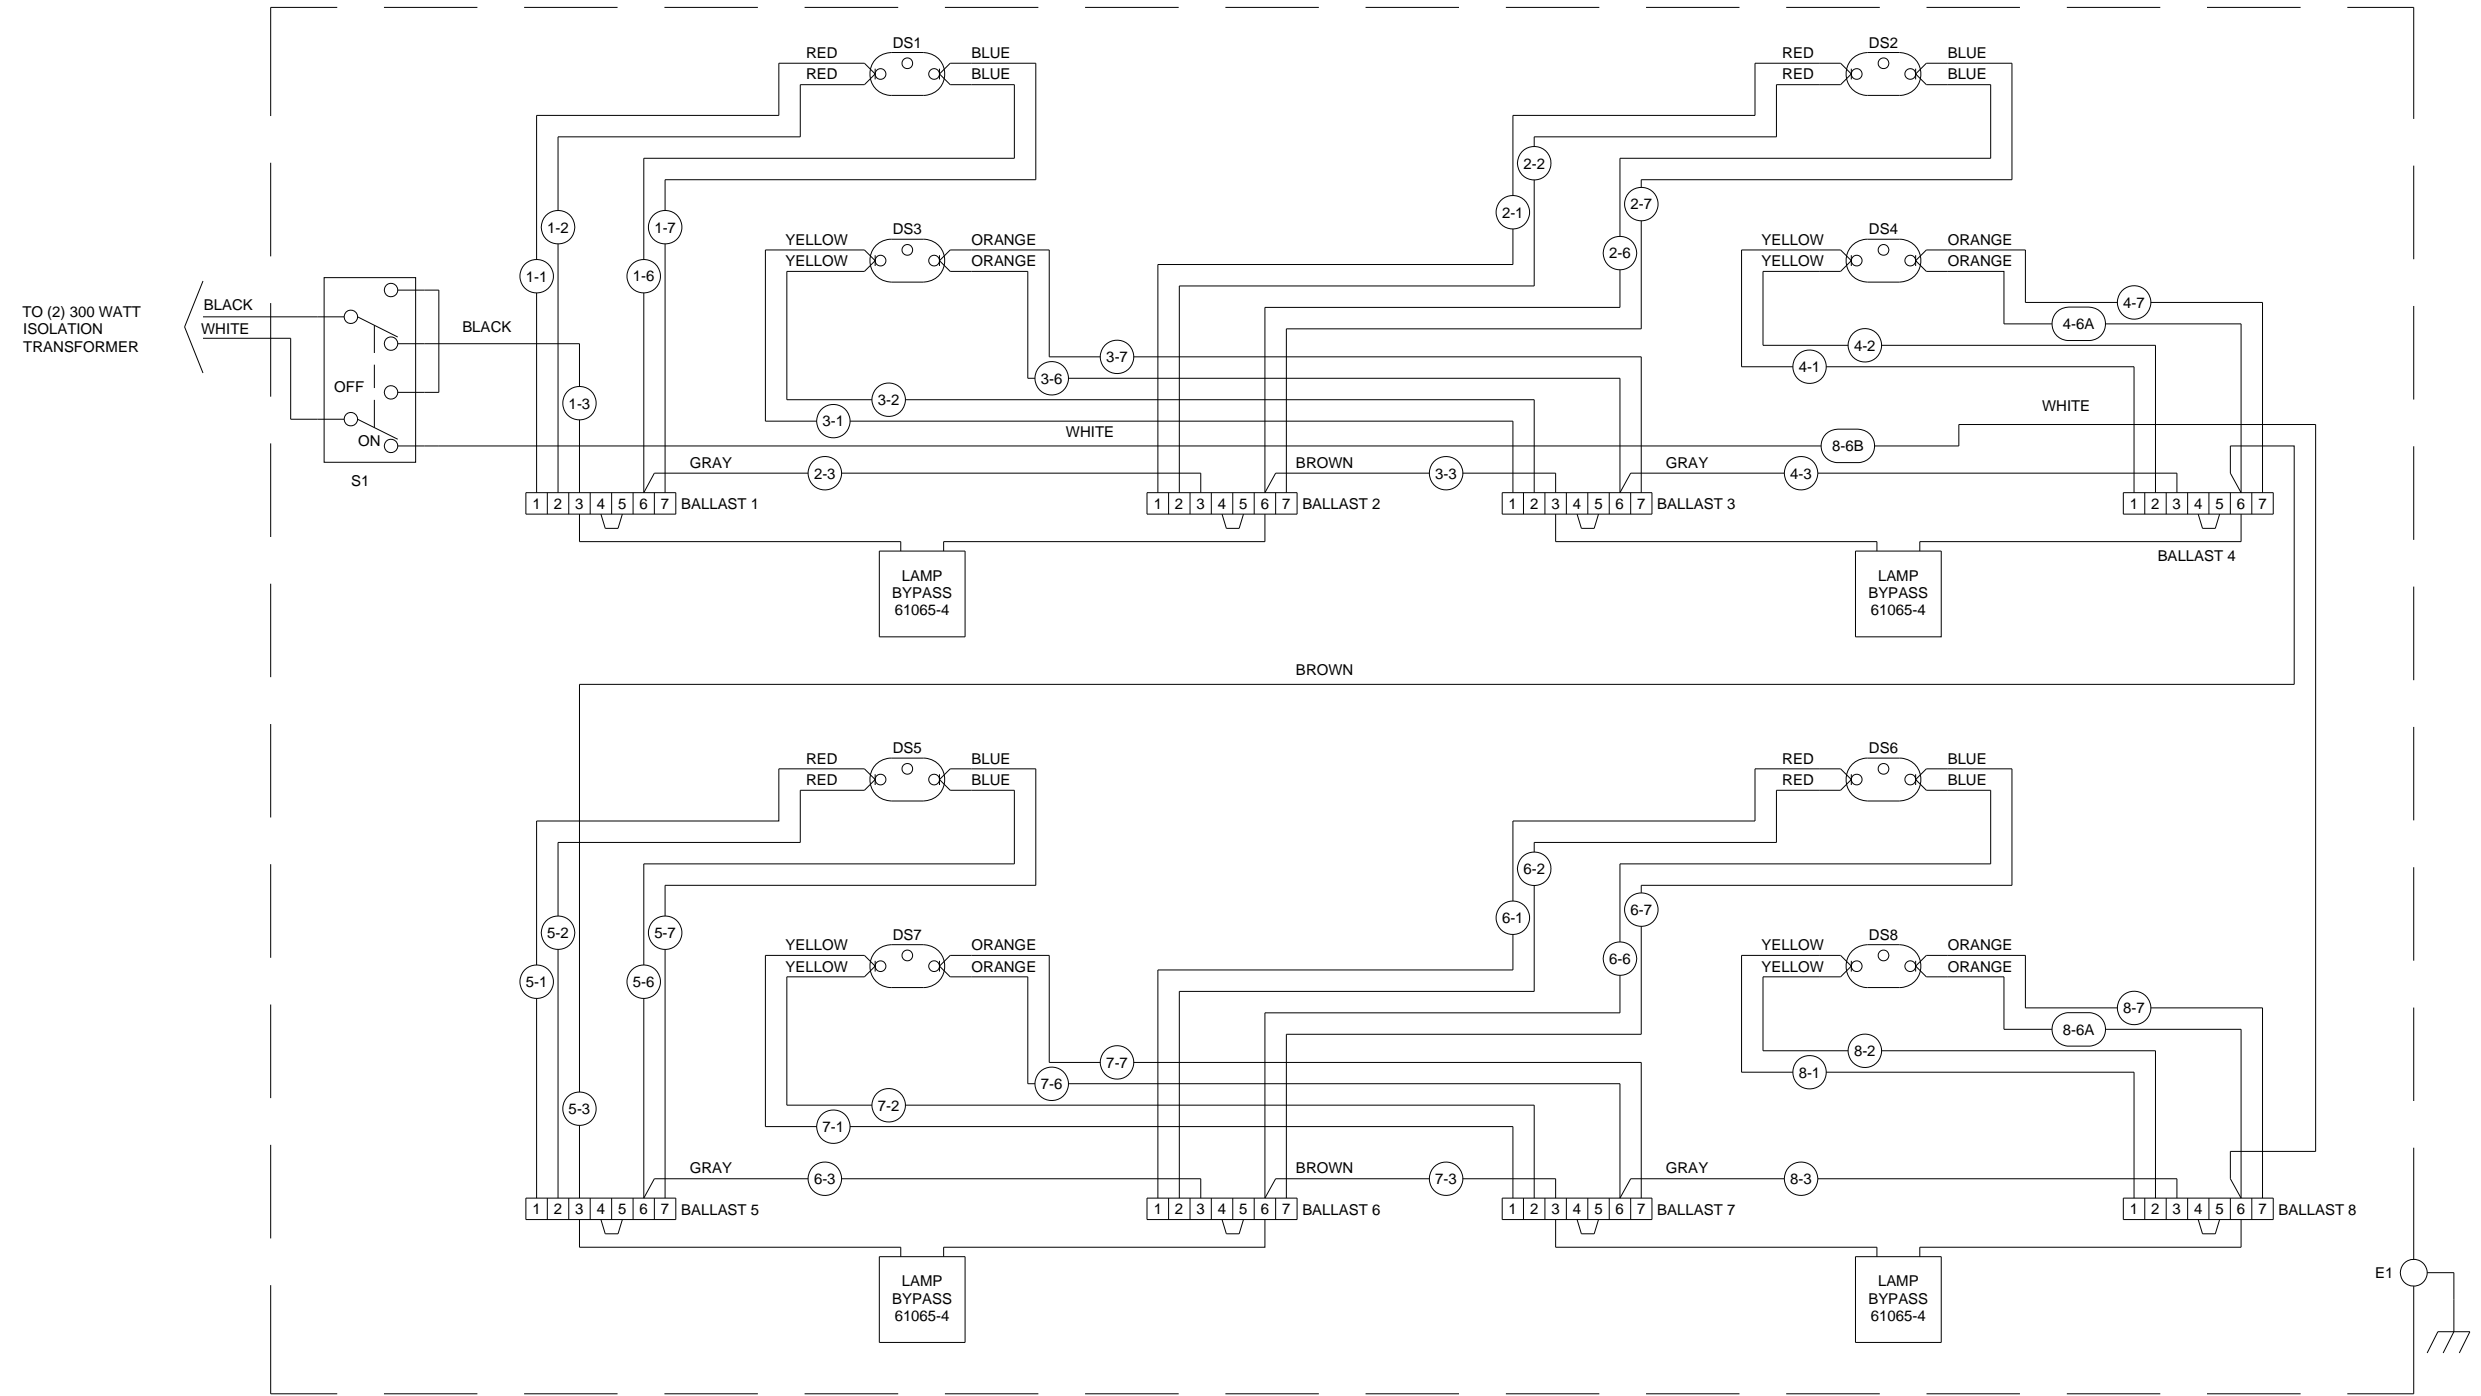 DS1
DS2
RED
BLUE
RED
BLUE
RED
BLUE
RED
BLUE
2-2
2-1
2-7
1-2
1-7
DS3
DS4
YELLOW
ORANGE
YELLOW
ORANGE
2-6
YELLOW
ORANGE
YELLOW
ORANGE
1-1
1-6
TO (2) 300 WATT
ISOLATION
TRANSFORMER
BLACK
WHITE
BLACK
4-7
4-6A
4-2
4-1
3-7
3-6
3-2
3-1
OFF
1-3
ON
S1
WHITE
WHITE
8-6B
GRAY
2-3
BROWN
3-3
GRAY
4-3
1 2 3 4 5 6 7 BALLAST 1
1 2 3 4 5 6 7 BALLAST 2
1 2 3 4 5 6 7 BALLAST 3
1 2 3 4 5 6 7
BALLAST 4
LAMP
BYPASS
61065-4
LAMP
BYPASS
61065-4
BROWN
DS5
DS6
RED
BLUE
RED
BLUE
RED
BLUE
RED
BLUE
6-2
6-1
6-7
5-2
5-7
DS7
DS8
YELLOW
ORANGE
YELLOW
ORANGE
6-6
YELLOW
ORANGE
YELLOW
ORANGE
5-1
5-6
8-7
8-6A
8-2
8-1
7-7
7-6
7-2
7-1
5-3
GRAY
6-3
BROWN
7-3
GRAY
8-3
1 2 3 4 5 6 7 BALLAST 5
1 2 3 4 5 6 7 BALLAST 6
1 2 3 4 5 6 7 BALLAST 7
1 2 3 4 5 6 7 BALLAST 8
LAMP
BYPASS
61065-4
LAMP
BYPASS
61065-4
E1